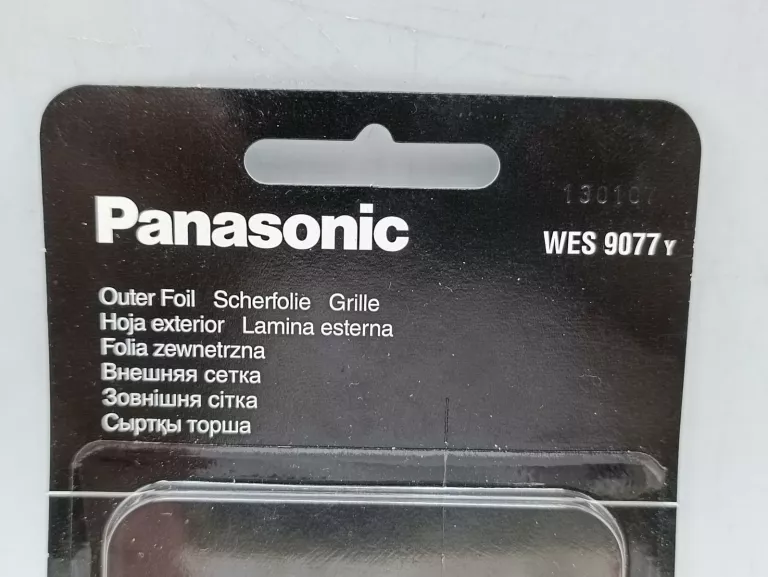 130107
Panasonic
WES 9077Y
Outer Foil Scherfolie Grille
Hoja exterior Lamina esterna
Folia zewnetrzna
Внешняя сетка
Зовнішня сітка
Сыртқы торша